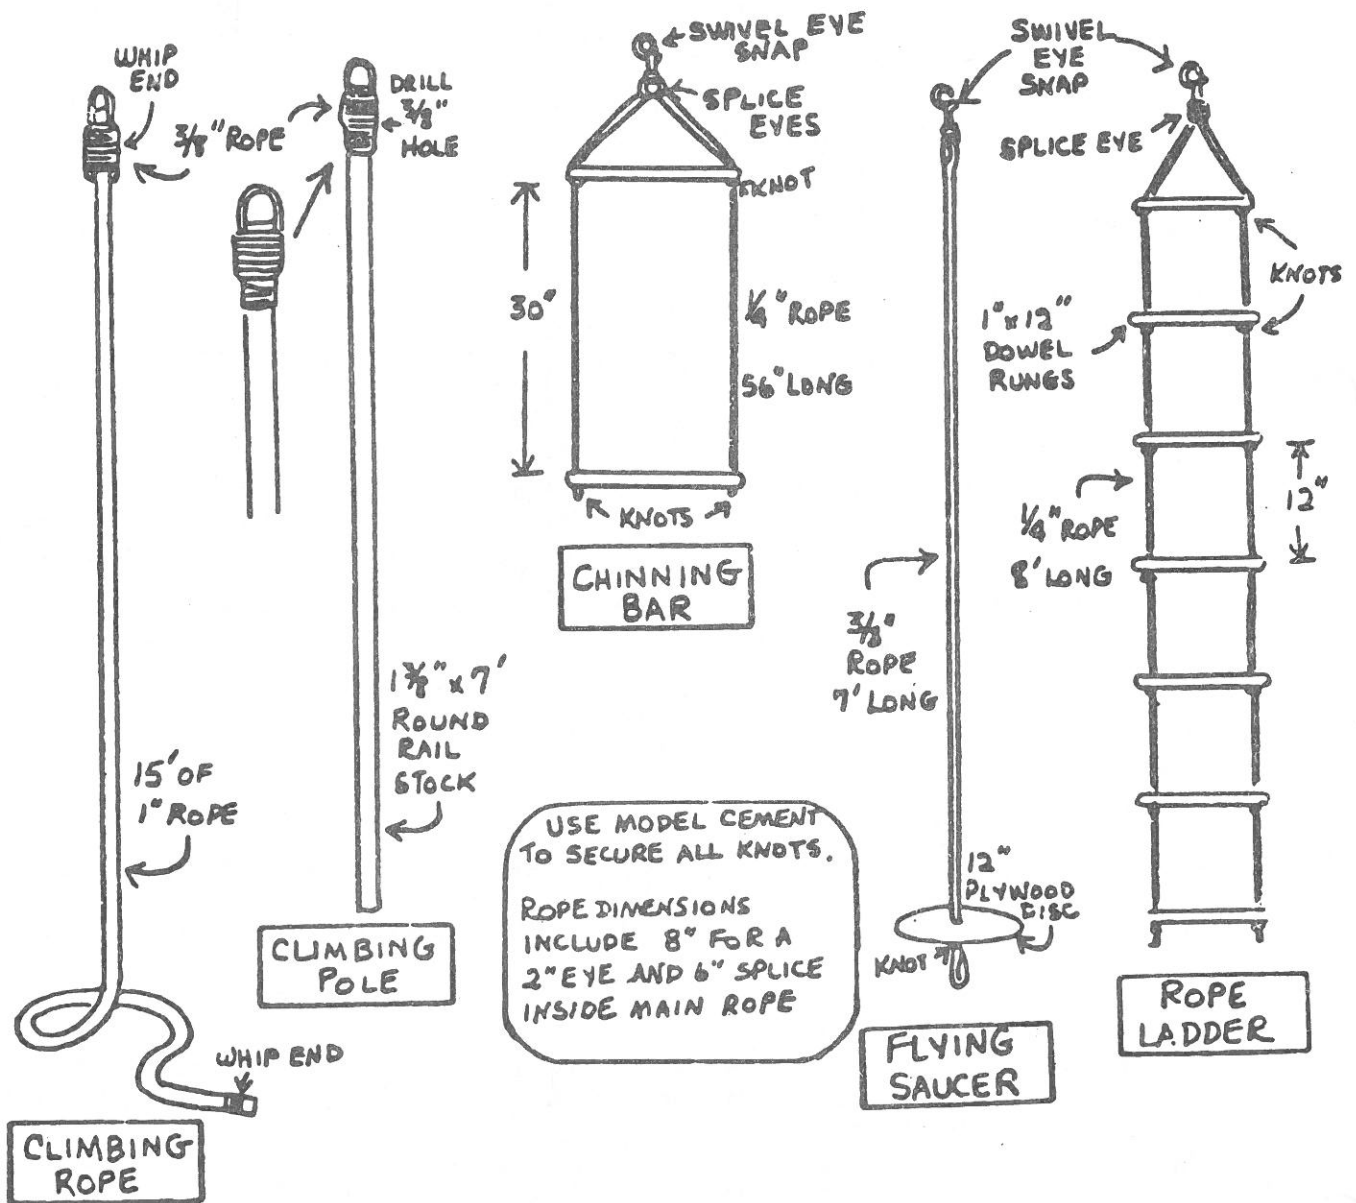 WHIP
END
3/8" ROPE
DRILL
3/8"
HOLE
15' OF
1" ROPE
WHIP END
CLIMBING
ROPE
1 3/8" x 7'
ROUND
RAIL
STOCK
CLIMBING
POLE
SWIVEL EYE
SNAP
SPLICE
EYES
KNOT
30"
1/4" ROPE
56" LONG
KNOTS
CHINNING
BAR
USE MODEL CEMENT
TO SECURE ALL KNOTS.
ROPE DIMENSIONS
INCLUDE 8" FOR A
2" EYE AND 6" SPLICE
INSIDE MAIN ROPE
SWIVEL
EYE
SNAP
3/8"
ROPE
7' LONG
12"
PLYWOOD
DISC
KNOT
FLYING
SAUCER
SPLICE EYE
KNOTS
1" x 12"
DOWEL
RUNGS
12"
1/4" ROPE
8' LONG
ROPE
LADDER